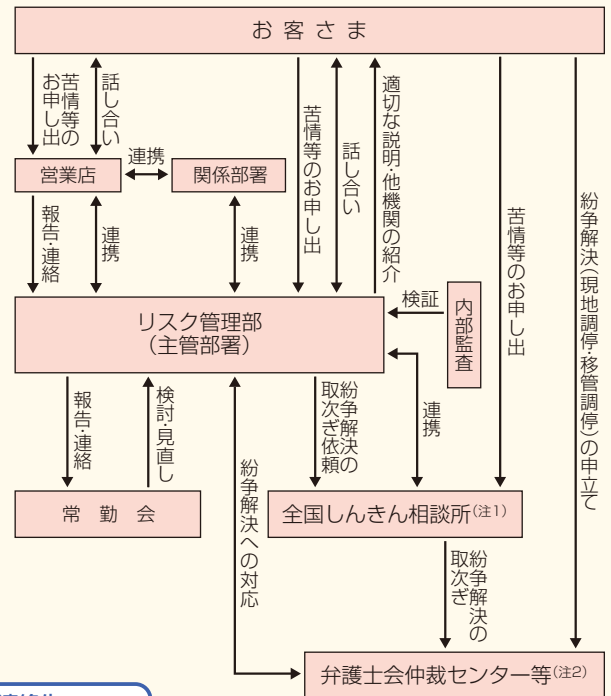 お客さま
苦情等の
お申し出
話し合い
連携
営業店
関係部署
苦情等のお申し出
話し合い
適切な説明・他機関の紹介
苦情等のお申し出
紛争解決(現地調停・移管調停)の申立て
報告・連絡
連携
連携
検証
内部監査
リスク管理部
(主管部署)
報告・連絡
検討・見直し
紛争解決の
取次ぎ依頼
連携
紛争解決への対応
常勤会
全国しんきん相談所(注1)
紛争解決の
取次ぎ
弁護士会仲裁センター等(注2)